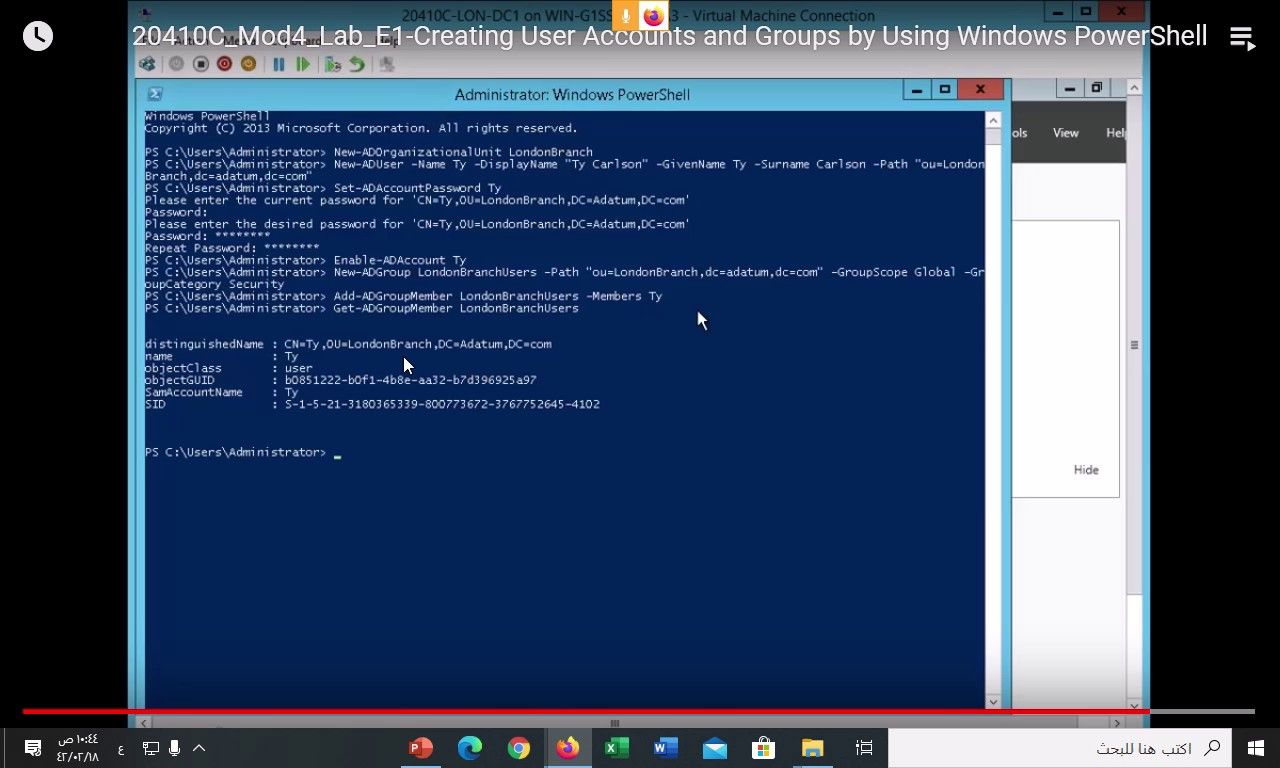 20410C-LON-DC1 on WIN-G1SS
3 - Virtual Machine Connection
20410C_Mod4_Lab_E1-Creating User Accounts and Groups by Using Windows PowerShell
Administrator: Windows PowerShell
Windows PowerShell
Copyright (C) 2013 Microsoft Corporation. All rights reserved.
PS C:\Users\Administrator> New-ADOrganizationalUnit LondonBranch
PS C:\Users\Administrator> New-ADUser -Name Ty -DisplayName "Ty Carlson" -GivenName Ty -Surname Carlson -Path "ou=London
Branch,dc=adatum,dc=com"
PS C:\Users\Administrator> Set-ADAccountPassword Ty
Please enter the current password for 'CN=Ty,OU=LondonBranch,DC=Adatum,DC=com'
Password:
Please enter the desired password for 'CN=Ty,OU=LondonBranch,DC=Adatum,DC=com'
Password: ********
Repeat Password: ********
PS C:\Users\Administrator> Enable-ADAccount Ty
PS C:\Users\Administrator> New-ADGroup LondonBranchUsers -Path "ou=LondonBranch,dc=adatum,dc=com" -GroupScope Global -Gr
oupCategory Security
PS C:\Users\Administrator> Add-ADGroupMember LondonBranchUsers -Members Ty
PS C:\Users\Administrator> Get-ADGroupMember LondonBranchUsers
distinguishedName : CN=Ty,OU=LondonBranch,DC=Adatum,DC=com
name : Ty
objectClass : user
objectGUID : b0851222-b0f1-4b8e-aa32-b7d396925a97
SamAccountName : Ty
SID : S-1-5-21-3180365339-800773672-3767752645-4102
PS C:\Users\Administrator> _
ols View Help
Hide
١٠:٤٤ ص
٤٢/٠٢/١٨
ع
اكتب هنا للبحث